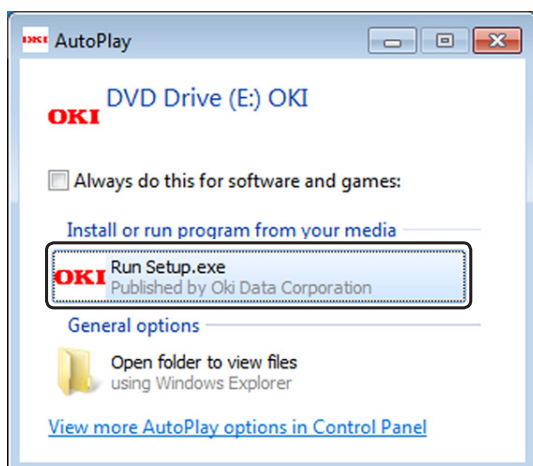 OKI AutoPlay
OKI DVD Drive (E:) OKI
Always do this for software and games:
Install or run program from your media
OKI Run Setup.exe
Published by Oki Data Corporation
General options
Open folder to view files
using Windows Explorer
View more AutoPlay options in Control Panel